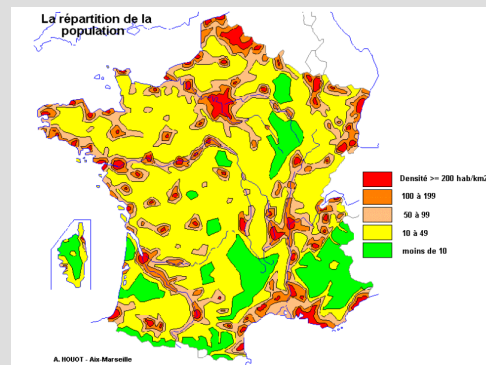 La répartition de la
population
Densité >= 200 hab/km2
100 à 199
50 à 99
10 à 49
moins de 10
A. HOUOT - Aix-Marseille